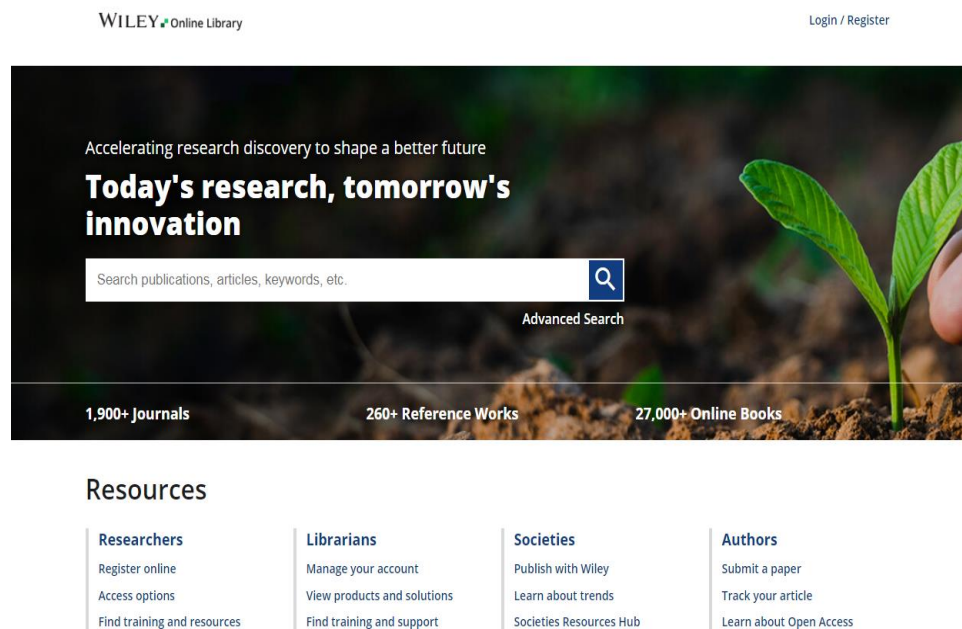 WILEY Online Library
Login / Register
Accelerating research discovery to shape a better future
Today's research, tomorrow's
innovation
Search publications, articles, keywords, etc.
Advanced Search
1,900+ Journals
260+ Reference Works
27,000+ Online Books
Resources
Researchers
Register online
Access options
Find training and resources
Librarians
Manage your account
View products and solutions
Find training and support
Societies
Publish with Wiley
Learn about trends
Societies Resources Hub
Authors
Submit a paper
Track your article
Learn about Open Access